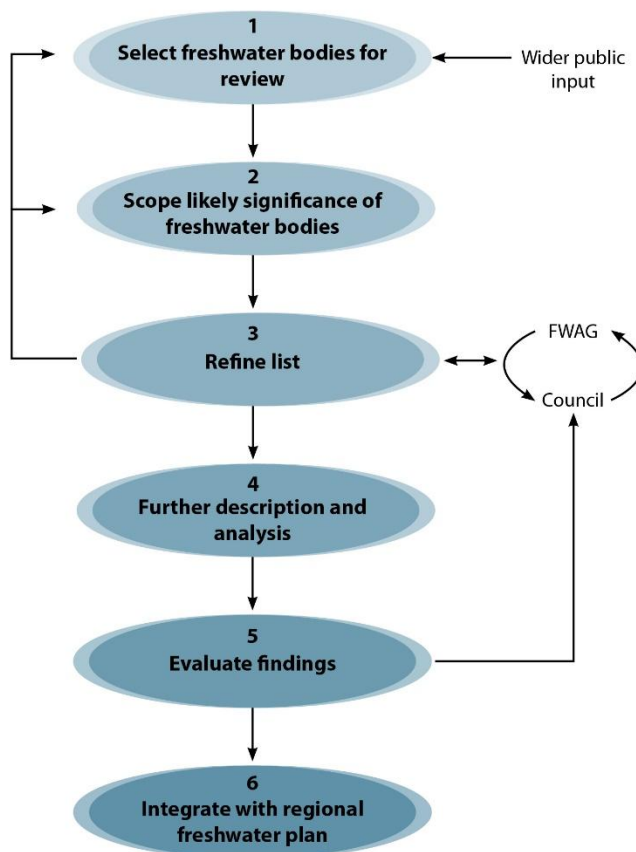 1
Select freshwater bodies for
review
Wider public
input
2
Scope likely significance of
freshwater bodies
3
Refine list
FWAG
Council
4
Further description and
analysis
5
Evaluate findings
6
Integrate with regional
freshwater plan